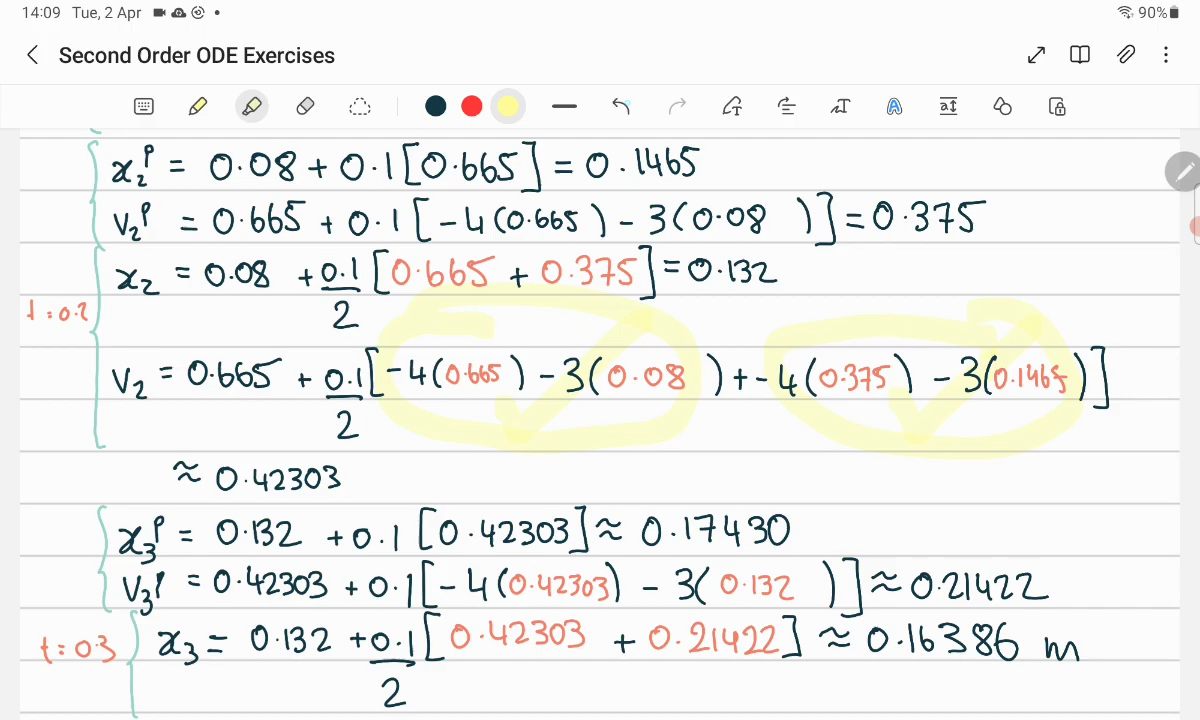 14:09 Tue, 2 Apr 90%
Second Order ODE Exercises
x₂ᵖ = 0.08 + 0.1[0.665] = 0.1465
v₂ᵖ = 0.665 + 0.1[-4(0.665) - 3(0.08)] = 0.375
x₂ = 0.08 + 0.1/2 [0.665 + 0.375] = 0.132
t=0.2
v₂ = 0.665 + 0.1/2 [-4(0.665) - 3(0.08) + -4(0.375) - 3(0.1465)]
≈ 0.42303
x₃ᵖ = 0.132 + 0.1[0.42303] ≈ 0.17430
v₃ᵖ = 0.42303 + 0.1[-4(0.42303) - 3(0.132)] ≈ 0.21422
t=0.3 x₃ = 0.132 + 0.1/2 [0.42303 + 0.21422] ≈ 0.16386 m